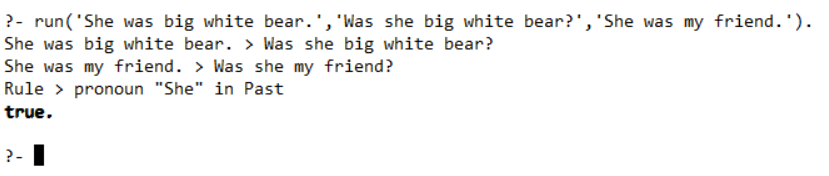 ?- run('She was big white bear.','Was she big white bear?','She was my friend.').
She was big white bear. > Was she big white bear?
She was my friend. > Was she my friend?
Rule > pronoun "She" in Past
true.
?-